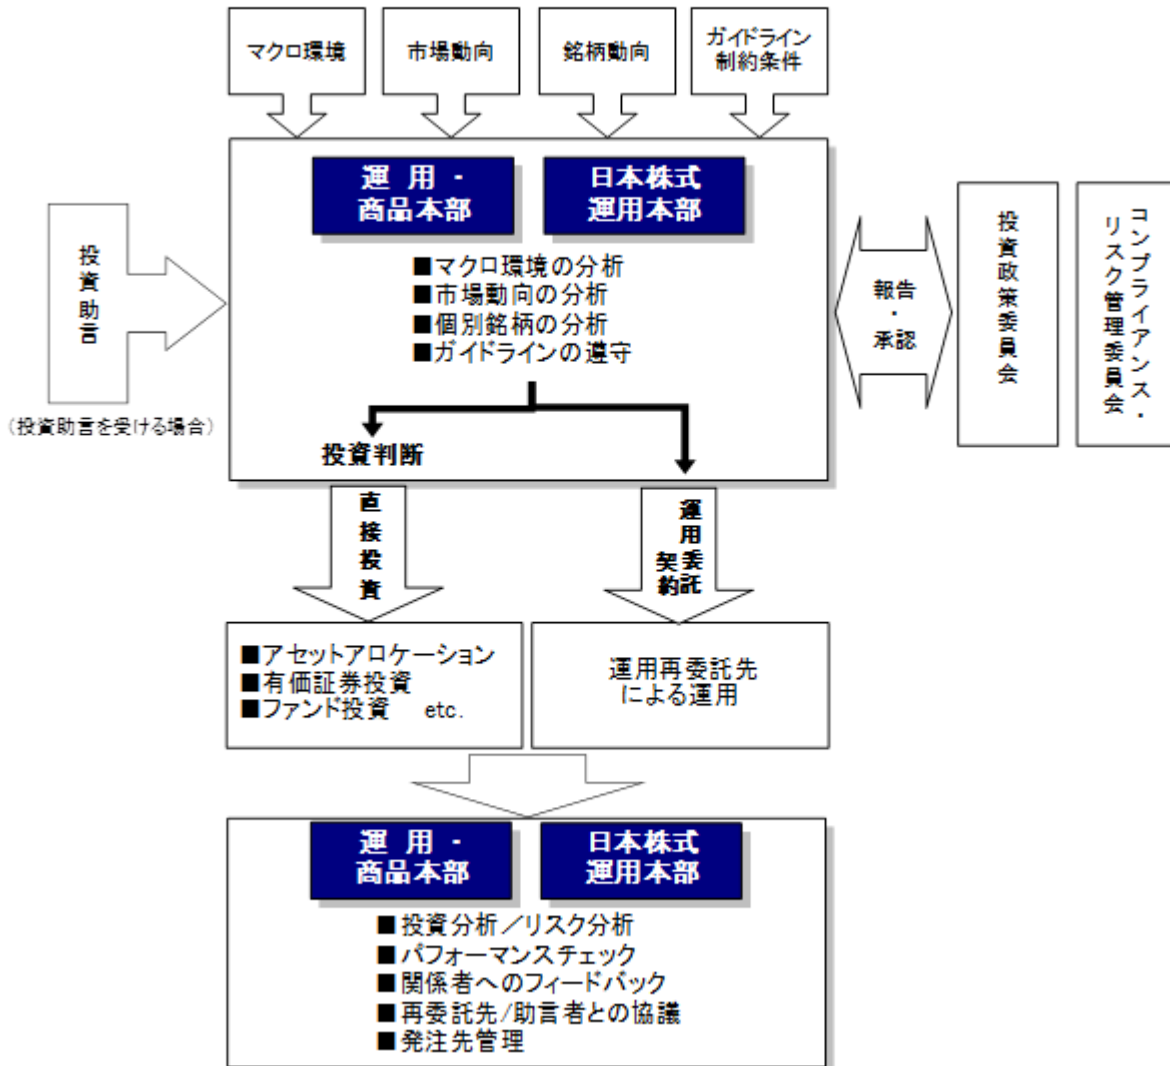 マクロ環境
市場動向
銘柄動向
ガイドライン
制約条件
運 用 -
商品本部
日本株式
運用本部
■マクロ環境の分析
■市場動向の分析
■個別銘柄の分析
■ガイドラインの遵守
投資助言
(投資助言を受ける場合)
報告
・
承認
投資政策委員会
コンプライアンス・
リスク管理委員会
投資判断
直接投資
運用委託
契約
■アセットアロケーション
■有価証券投資
■ファンド投資 etc.
運用再委託先
による運用
運 用 -
商品本部
日本株式
運用本部
■投資分析／リスク分析
■パフォーマンスチェック
■関係者へのフィードバック
■再委託先/助言者との協議
■発注先管理